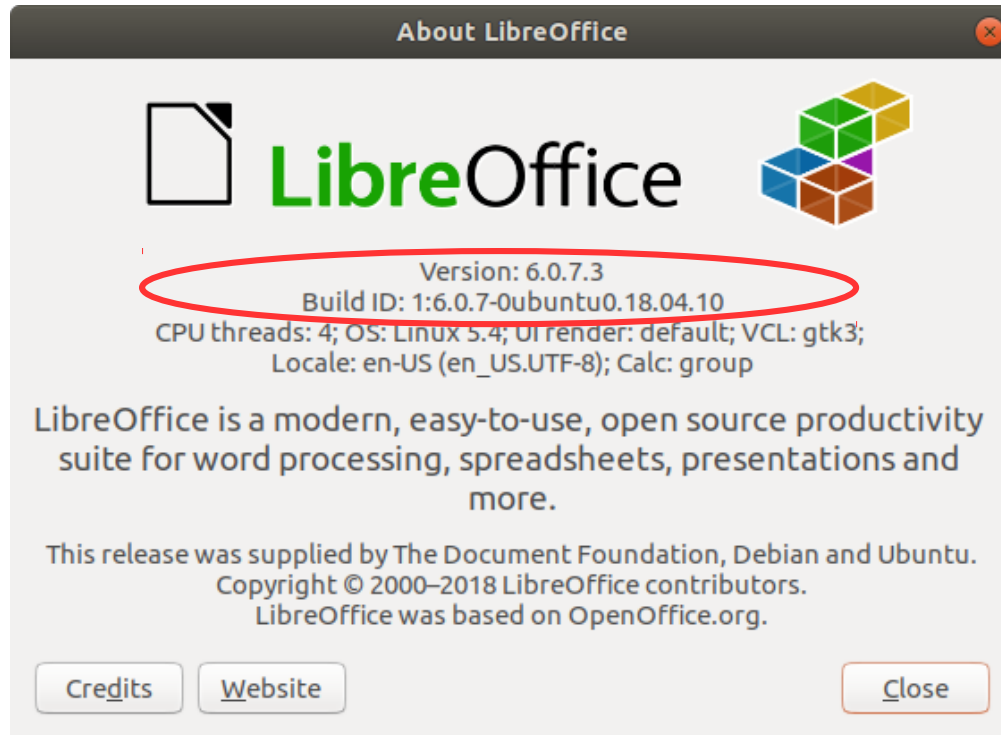 About LibreOffice
LibreOffice
Version: 6.0.7.3
Build ID: 1:6.0.7-0ubuntu0.18.04.10
CPU threads: 4; OS: Linux 5.4; UI render: default; VCL: gtk3;
Locale: en-US (en_US.UTF-8); Calc: group
LibreOffice is a modern, easy-to-use, open source productivity
suite for word processing, spreadsheets, presentations and
more.
This release was supplied by The Document Foundation, Debian and Ubuntu.
Copyright © 2000–2018 LibreOffice contributors.
LibreOffice was based on OpenOffice.org.
Credits
Website
Close